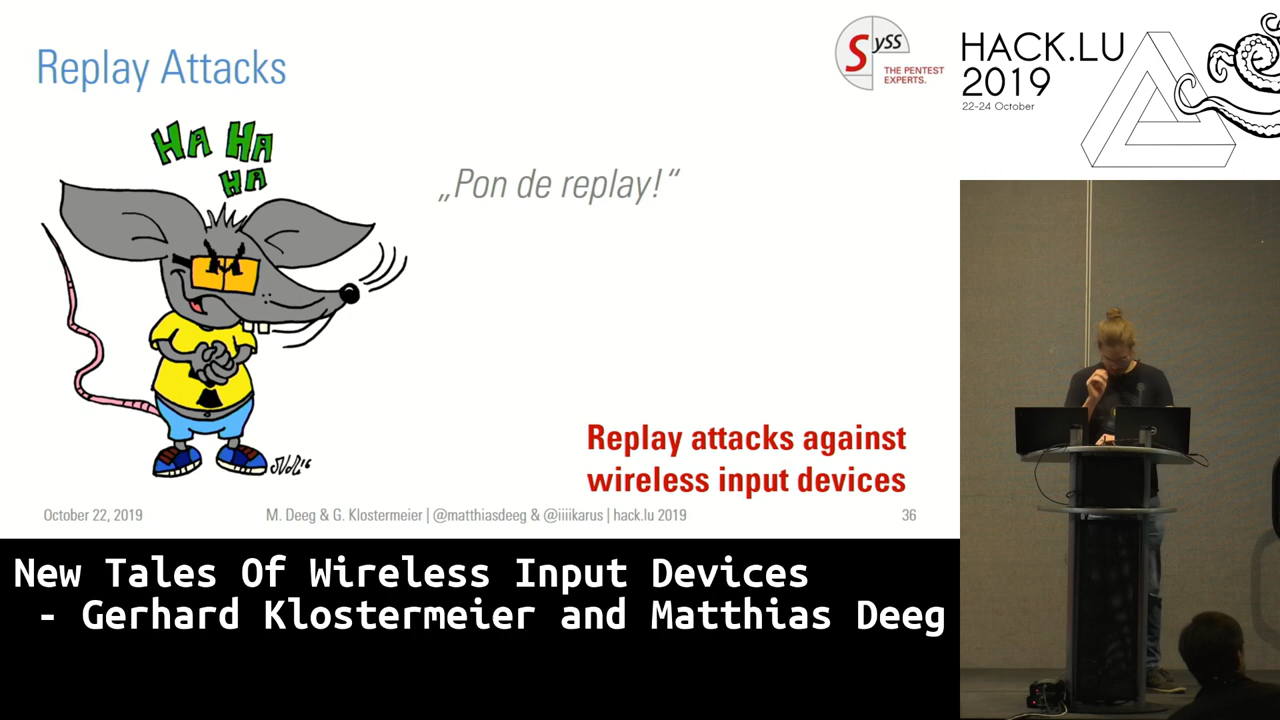 Replay Attacks
HA HA
HA
„Pon de replay!“
Replay attacks against
wireless input devices
October 22, 2019
M. Deeg & G. Klostermeier | @matthiasdeeg & @iiiikarus | hack.lu 2019
36
SySS
THE PENTEST
EXPERTS.
HACK.LU
2019
22-24 October
New Tales Of Wireless Input Devices
- Gerhard Klostermeier and Matthias Deeg